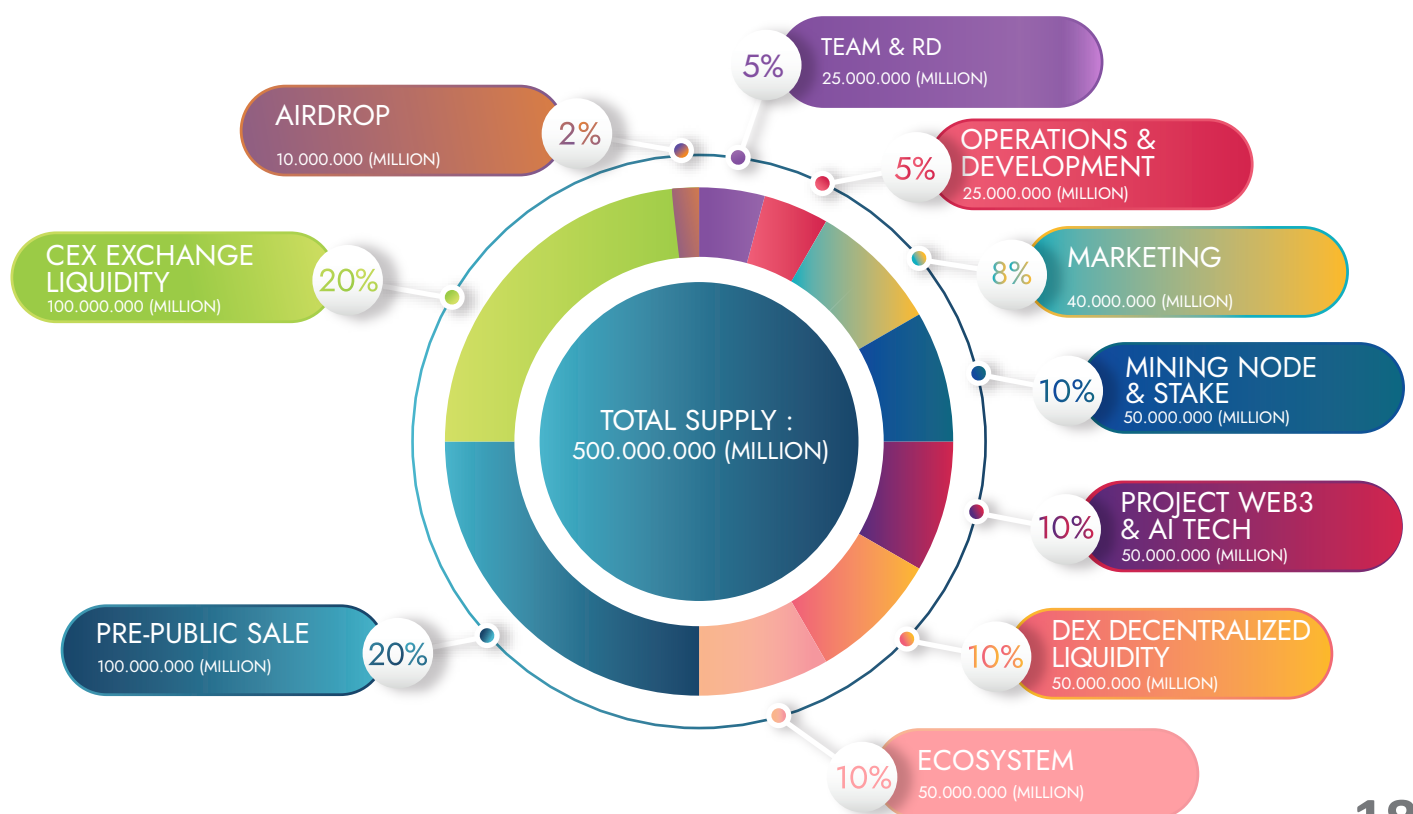 TEAM & RD
5%
25.000.000 (MILLION)
AIRDROP
2%
10.000.000 (MILLION)
OPERATIONS &
DEVELOPMENT
5%
25.000.000 (MILLION)
CEX EXCHANGE
LIQUIDITY
20%
100.000.000 (MILLION)
MARKETING
8%
40.000.000 (MILLION)
MINING NODE
& STAKE
10%
50.000.000 (MILLION)
TOTAL SUPPLY :
500.000.000 (MILLION)
PROJECT WEB3
& AI TECH
10%
50.000.000 (MILLION)
PRE-PUBLIC SALE
20%
100.000.000 (MILLION)
DEX DECENTRALIZED
LIQUIDITY
10%
50.000.000 (MILLION)
ECOSYSTEM
10%
50.000.000 (MILLION)